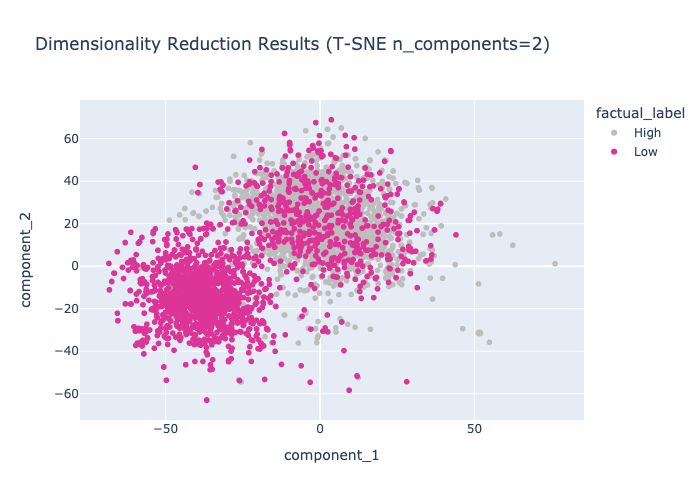 Dimensionality Reduction Results (T-SNE n_components=2)
factual_label
High
Low
60
40
20
0
−20
−40
−60
component_2
−50
0
50
component_1